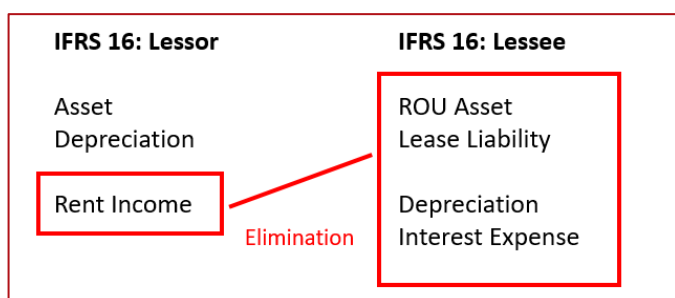 IFRS 16: Lessor
Asset
Depreciation
Rent Income
Elimination
IFRS 16: Lessee
ROU Asset
Lease Liability
Depreciation
Interest Expense